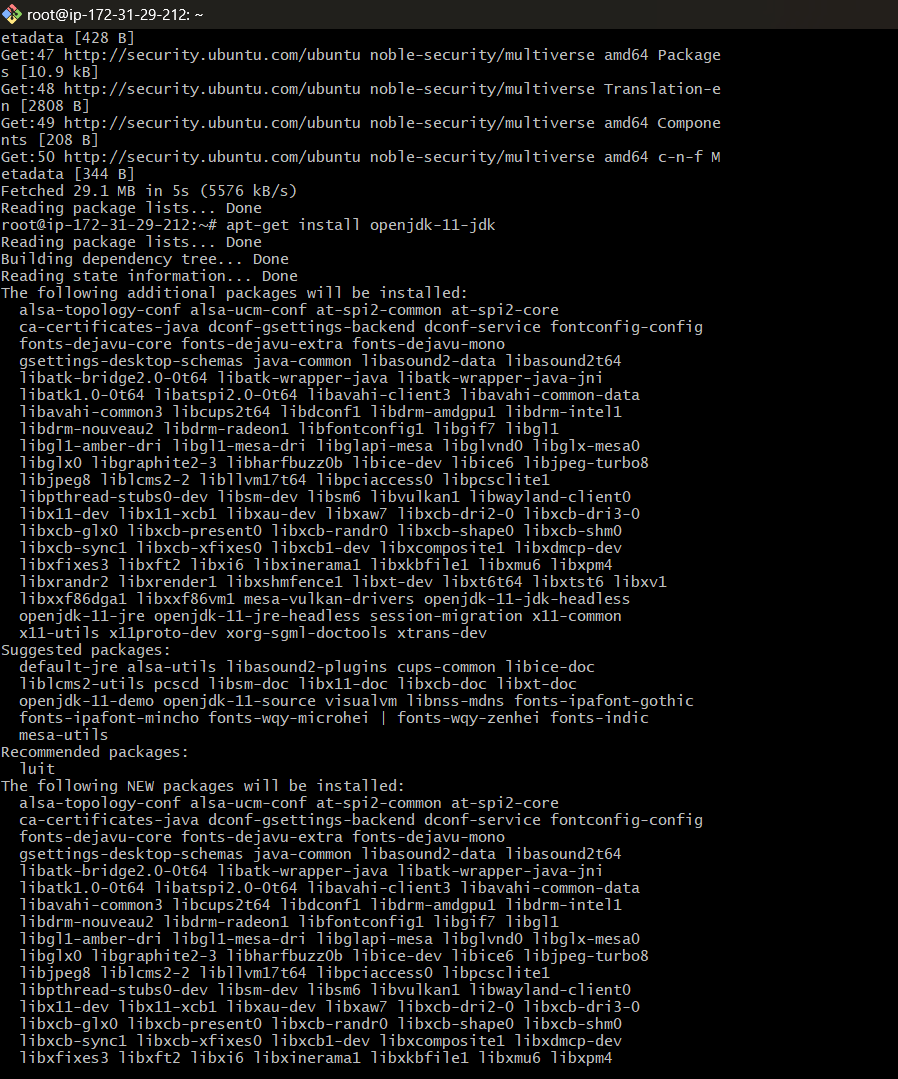 root@ip-172-31-29-212: ~
etadata [428 B]
Get:47 http://security.ubuntu.com/ubuntu noble-security/multiverse amd64 Package
s [10.9 kB]
Get:48 http://security.ubuntu.com/ubuntu noble-security/multiverse Translation-e
n [2808 B]
Get:49 http://security.ubuntu.com/ubuntu noble-security/multiverse amd64 Compone
nts [208 B]
Get:50 http://security.ubuntu.com/ubuntu noble-security/multiverse amd64 c-n-f M
etadata [344 B]
Fetched 29.1 MB in 5s (5576 kB/s)
Reading package lists... Done
root@ip-172-31-29-212:~# apt-get install openjdk-11-jdk
Reading package lists... Done
Building dependency tree... Done
Reading state information... Done
The following additional packages will be installed:
  alsa-topology-conf alsa-ucm-conf at-spi2-common at-spi2-core
  ca-certificates-java dconf-gsettings-backend dconf-service fontconfig-config
  fonts-dejavu-core fonts-dejavu-extra fonts-dejavu-mono
  gsettings-desktop-schemas java-common libasound2-data libasound2t64
  libatk-bridge2.0-0t64 libatk-wrapper-java libatk-wrapper-java-jni
  libatk1.0-0t64 libatspi2.0-0t64 libavahi-client3 libavahi-common-data
  libavahi-common3 libcups2t64 libdconf1 libdrm-amdgpu1 libdrm-intel1
  libdrm-nouveau2 libdrm-radeon1 libfontconfig1 libgif7 libgl1
  libgl1-amber-dri libgl1-mesa-dri libglapi-mesa libglvnd0 libglx-mesa0
  libglx0 libgraphite2-3 libharfbuzz0b libice-dev libice6 libjpeg-turbo8
  libjpeg8 liblcms2-2 libllvm17t64 libpciaccess0 libpcsclite1
  libpthread-stubs0-dev libsm-dev libsm6 libvulkan1 libwayland-client0
  libx11-dev libx11-xcb1 libxau-dev libxaw7 libxcb-dri2-0 libxcb-dri3-0
  libxcb-glx0 libxcb-present0 libxcb-randr0 libxcb-shape0 libxcb-shm0
  libxcb-sync1 libxcb-xfixes0 libxcb1-dev libxcomposite1 libxdmcp-dev
  libxfixes3 libxft2 libxi6 libxinerama1 libxkbfile1 libxmu6 libxpm4
  libxrandr2 libxrender1 libxshmfence1 libxt-dev libxt6t64 libxtst6 libxv1
  libxxf86dga1 libxxf86vm1 mesa-vulkan-drivers openjdk-11-jdk-headless
  openjdk-11-jre openjdk-11-jre-headless session-migration x11-common
  x11-utils x11proto-dev xorg-sgml-doctools xtrans-dev
Suggested packages:
  default-jre alsa-utils libasound2-plugins cups-common libice-doc
  liblcms2-utils pcscd libsm-doc libx11-doc libxcb-doc libxt-doc
  openjdk-11-demo openjdk-11-source visualvm libnss-mdns fonts-ipafont-gothic
  fonts-ipafont-mincho fonts-wqy-microhei | fonts-wqy-zenhei fonts-indic
  mesa-utils
Recommended packages:
  luit
The following NEW packages will be installed:
  alsa-topology-conf alsa-ucm-conf at-spi2-common at-spi2-core
  ca-certificates-java dconf-gsettings-backend dconf-service fontconfig-config
  fonts-dejavu-core fonts-dejavu-extra fonts-dejavu-mono
  gsettings-desktop-schemas java-common libasound2-data libasound2t64
  libatk-bridge2.0-0t64 libatk-wrapper-java libatk-wrapper-java-jni
  libatk1.0-0t64 libatspi2.0-0t64 libavahi-client3 libavahi-common-data
  libavahi-common3 libcups2t64 libdconf1 libdrm-amdgpu1 libdrm-intel1
  libdrm-nouveau2 libdrm-radeon1 libfontconfig1 libgif7 libgl1
  libgl1-amber-dri libgl1-mesa-dri libglapi-mesa libglvnd0 libglx-mesa0
  libglx0 libgraphite2-3 libharfbuzz0b libice-dev libice6 libjpeg-turbo8
  libjpeg8 liblcms2-2 libllvm17t64 libpciaccess0 libpcsclite1
  libpthread-stubs0-dev libsm-dev libsm6 libvulkan1 libwayland-client0
  libx11-dev libx11-xcb1 libxau-dev libxaw7 libxcb-dri2-0 libxcb-dri3-0
  libxcb-glx0 libxcb-present0 libxcb-randr0 libxcb-shape0 libxcb-shm0
  libxcb-sync1 libxcb-xfixes0 libxcb1-dev libxcomposite1 libxdmcp-dev
  libxfixes3 libxft2 libxi6 libxinerama1 libxkbfile1 libxmu6 libxpm4